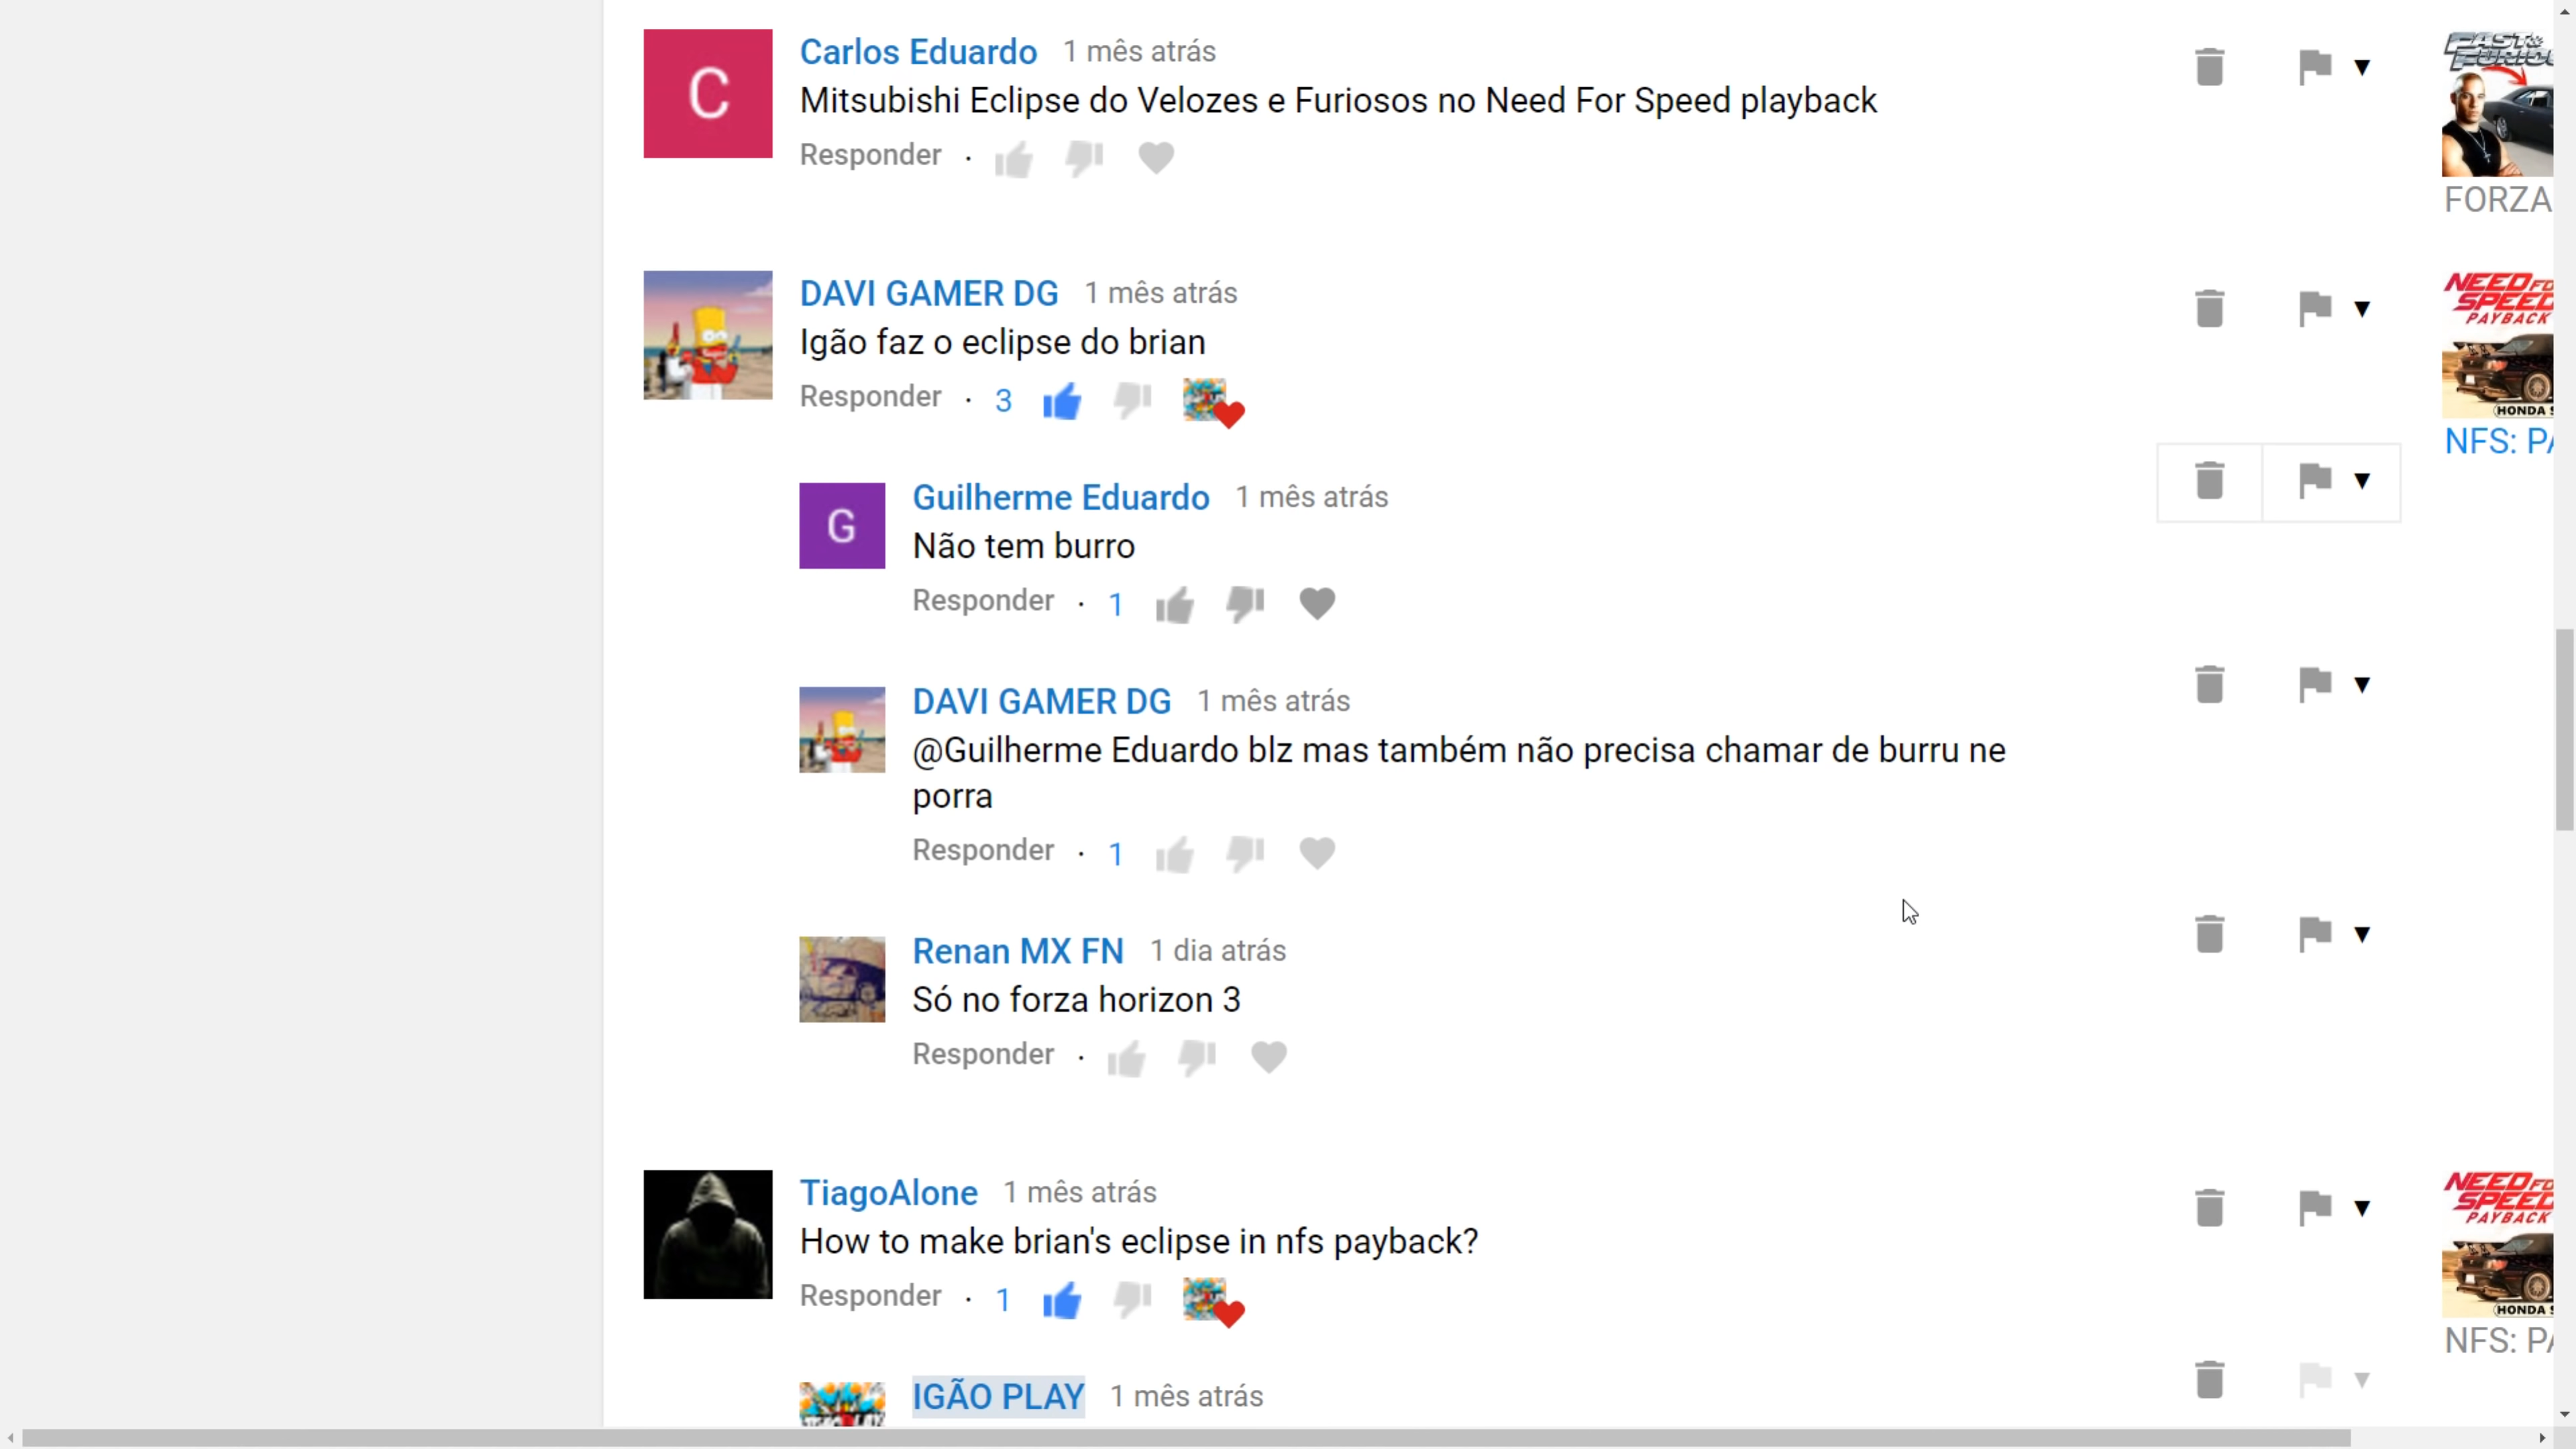 C
Carlos Eduardo 1 mês atrás
Mitsubishi Eclipse do Velozes e Furiosos no Need For Speed playback
Responder ·
FAST &
FORZA
DAVI GAMER DG 1 mês atrás
Igão faz o eclipse do brian
Responder · 3
NEED
SPEED
PAYBACK
HONDA
NFS:
G
Guilherme Eduardo 1 mês atrás
Não tem burro
Responder · 1
DAVI GAMER DG 1 mês atrás
@Guilherme Eduardo blz mas também não precisa chamar de burru ne
porra
Responder · 1
Renan MX FN 1 dia atrás
Só no forza horizon 3
Responder ·
TiagoAlone 1 mês atrás
How to make brian's eclipse in nfs payback?
Responder · 1
NEED
SPEED
PAYBACK
HONDA
NFS:
IGÃO PLAY 1 mês atrás